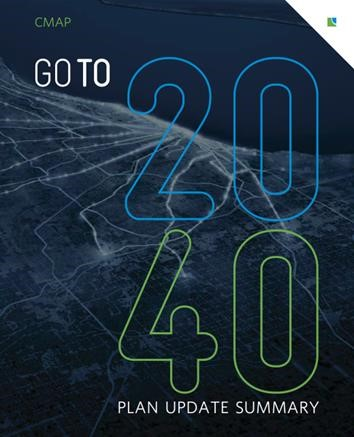 CMAP
GO TO
20
40
PLAN UPDATE SUMMARY